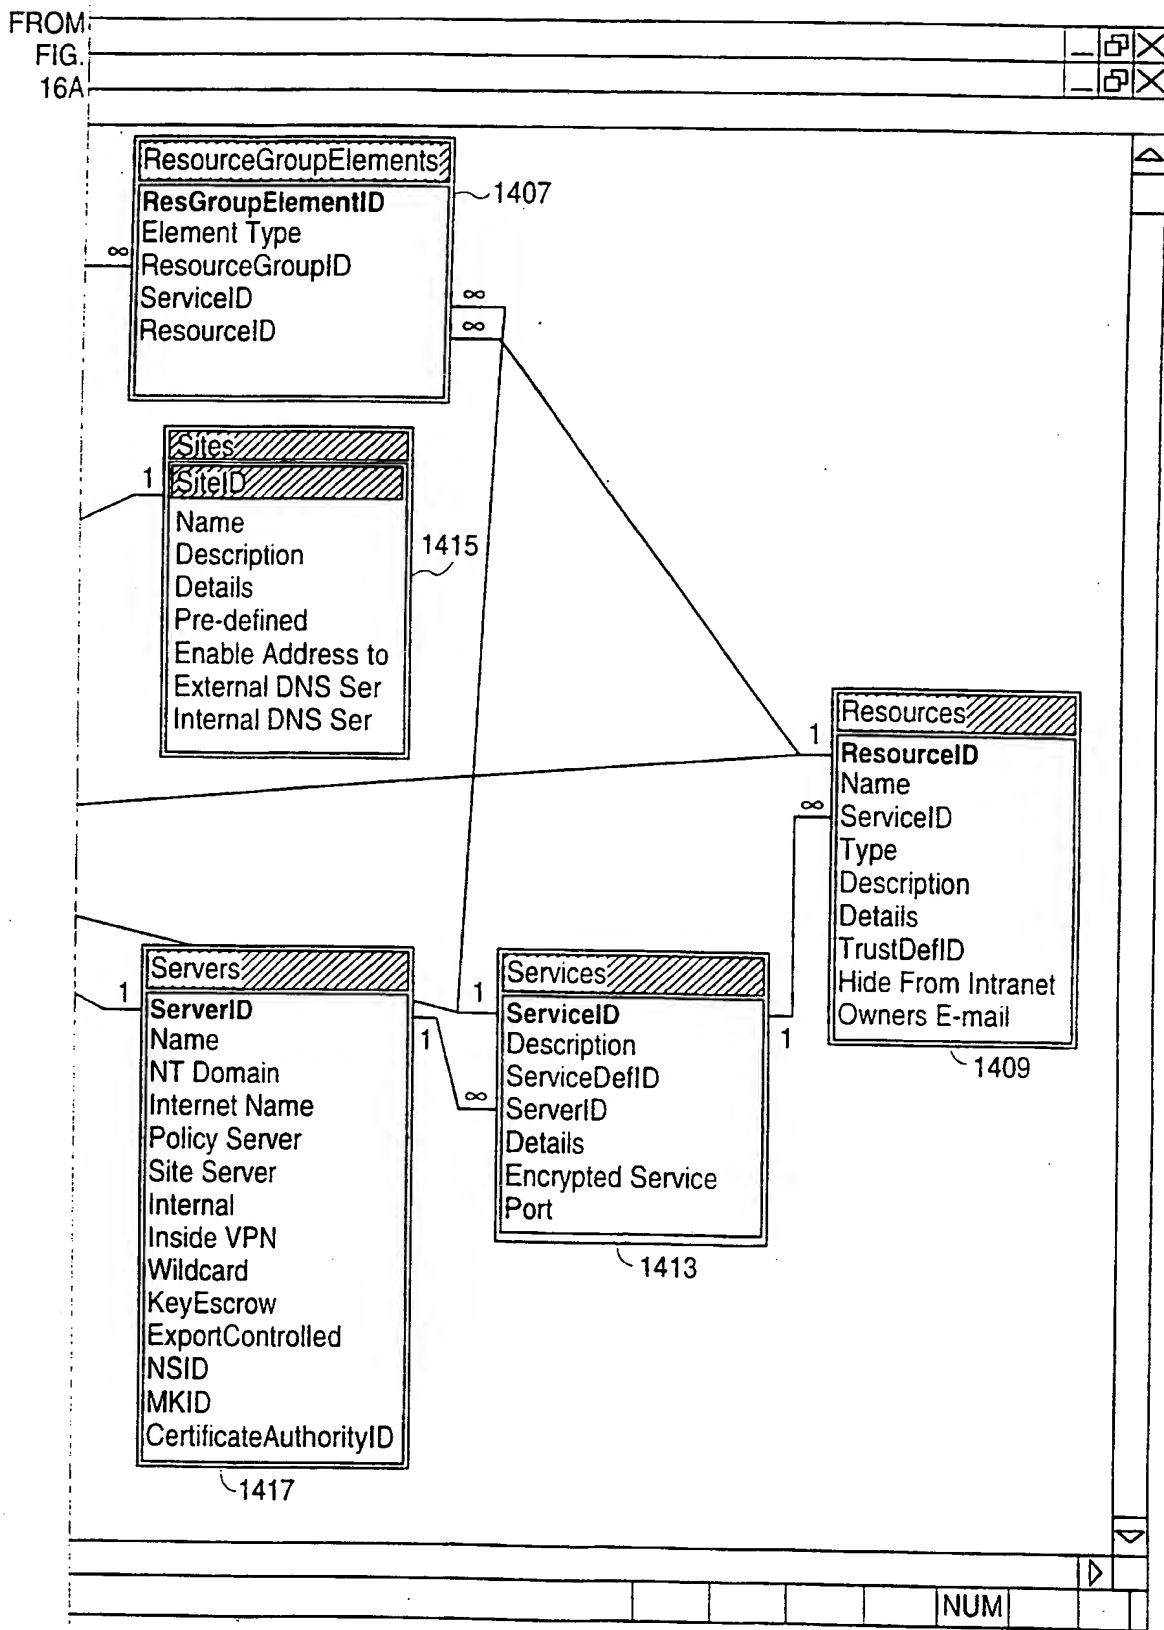 FROM
FIG.
16A
ResourceGroupElements
ResGroupElementID
Element Type
ResourceGroupID
ServiceID
ResourceID
1407
∞
∞
∞
Sites
SiteID
Name
Description
Details
Pre-defined
Enable Address to
External DNS Ser
Internal DNS Ser
1
1415
Resources
ResourceID
Name
ServiceID
Type
Description
Details
TrustDefID
Hide From Intranet
Owners E-mail
1
∞
1409
Servers
ServerID
Name
NT Domain
Internet Name
Policy Server
Site Server
Internal
Inside VPN
Wildcard
KeyEscrow
ExportControlled
NSID
MKID
CertificateAuthorityID
1
1
1417
Services
ServiceID
Description
ServiceDefID
ServerID
Details
Encrypted Service
Port
1
∞
1
1413
NUM